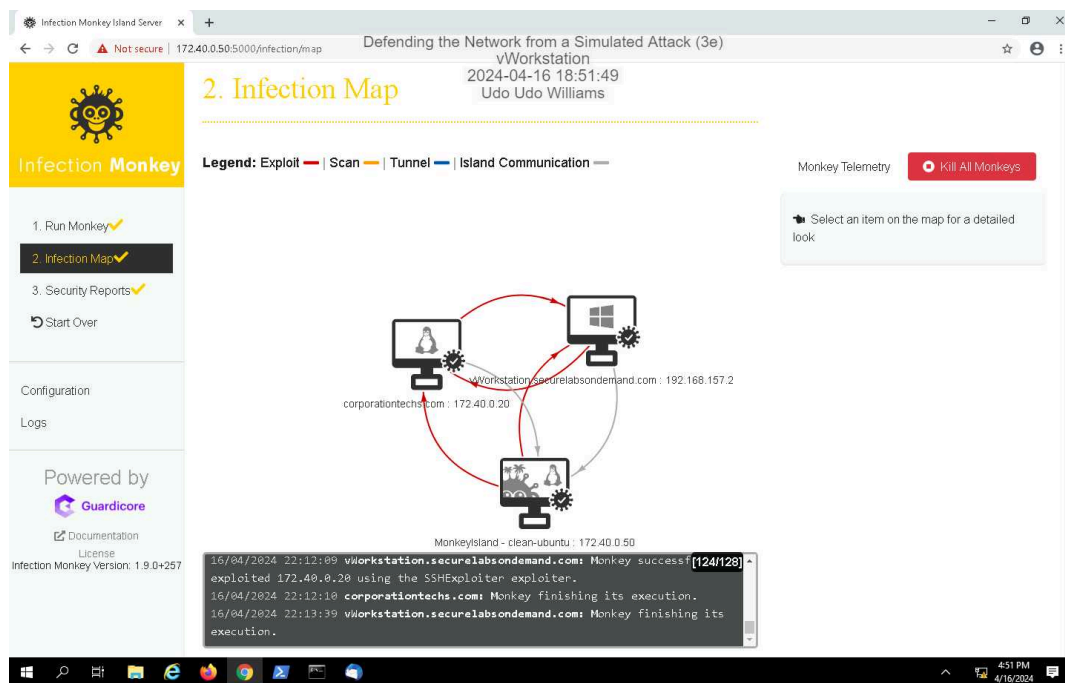 Infection Monkey Island Server
Not secure | 172.40.0.50:5000/infection/map
Defending the Network from a Simulated Attack (3e)
vWorkstation
2024-04-16 18:51:49
Udo Udo Williams
Infection Monkey
1. Run Monkey
2. Infection Map
3. Security Reports
Start Over
Configuration
Logs
Powered by
Guardicore
Documentation
License
Infection Monkey Version: 1.9.0+257
2. Infection Map
Legend: Exploit | Scan | Tunnel | Island Communication
Monkey Telemetry
Kill All Monkeys
Select an item on the map for a detailed
look
vWorkstation.securelabsondemand.com : 192.168.157.2
corporationtechs.com : 172.40.0.20
MonkeyIsland - clean-ubuntu : 172.40.0.50
16/04/2024 22:12:09 vWorkstation.securelabsondemand.com: Monkey successf [124/128]
exploited 172.40.0.20 using the SSHExploiter exploiter.
16/04/2024 22:12:10 corporationtechs.com: Monkey finishing its execution.
16/04/2024 22:13:39 vWorkstation.securelabsondemand.com: Monkey finishing its
execution.
4:51 PM
4/16/2024